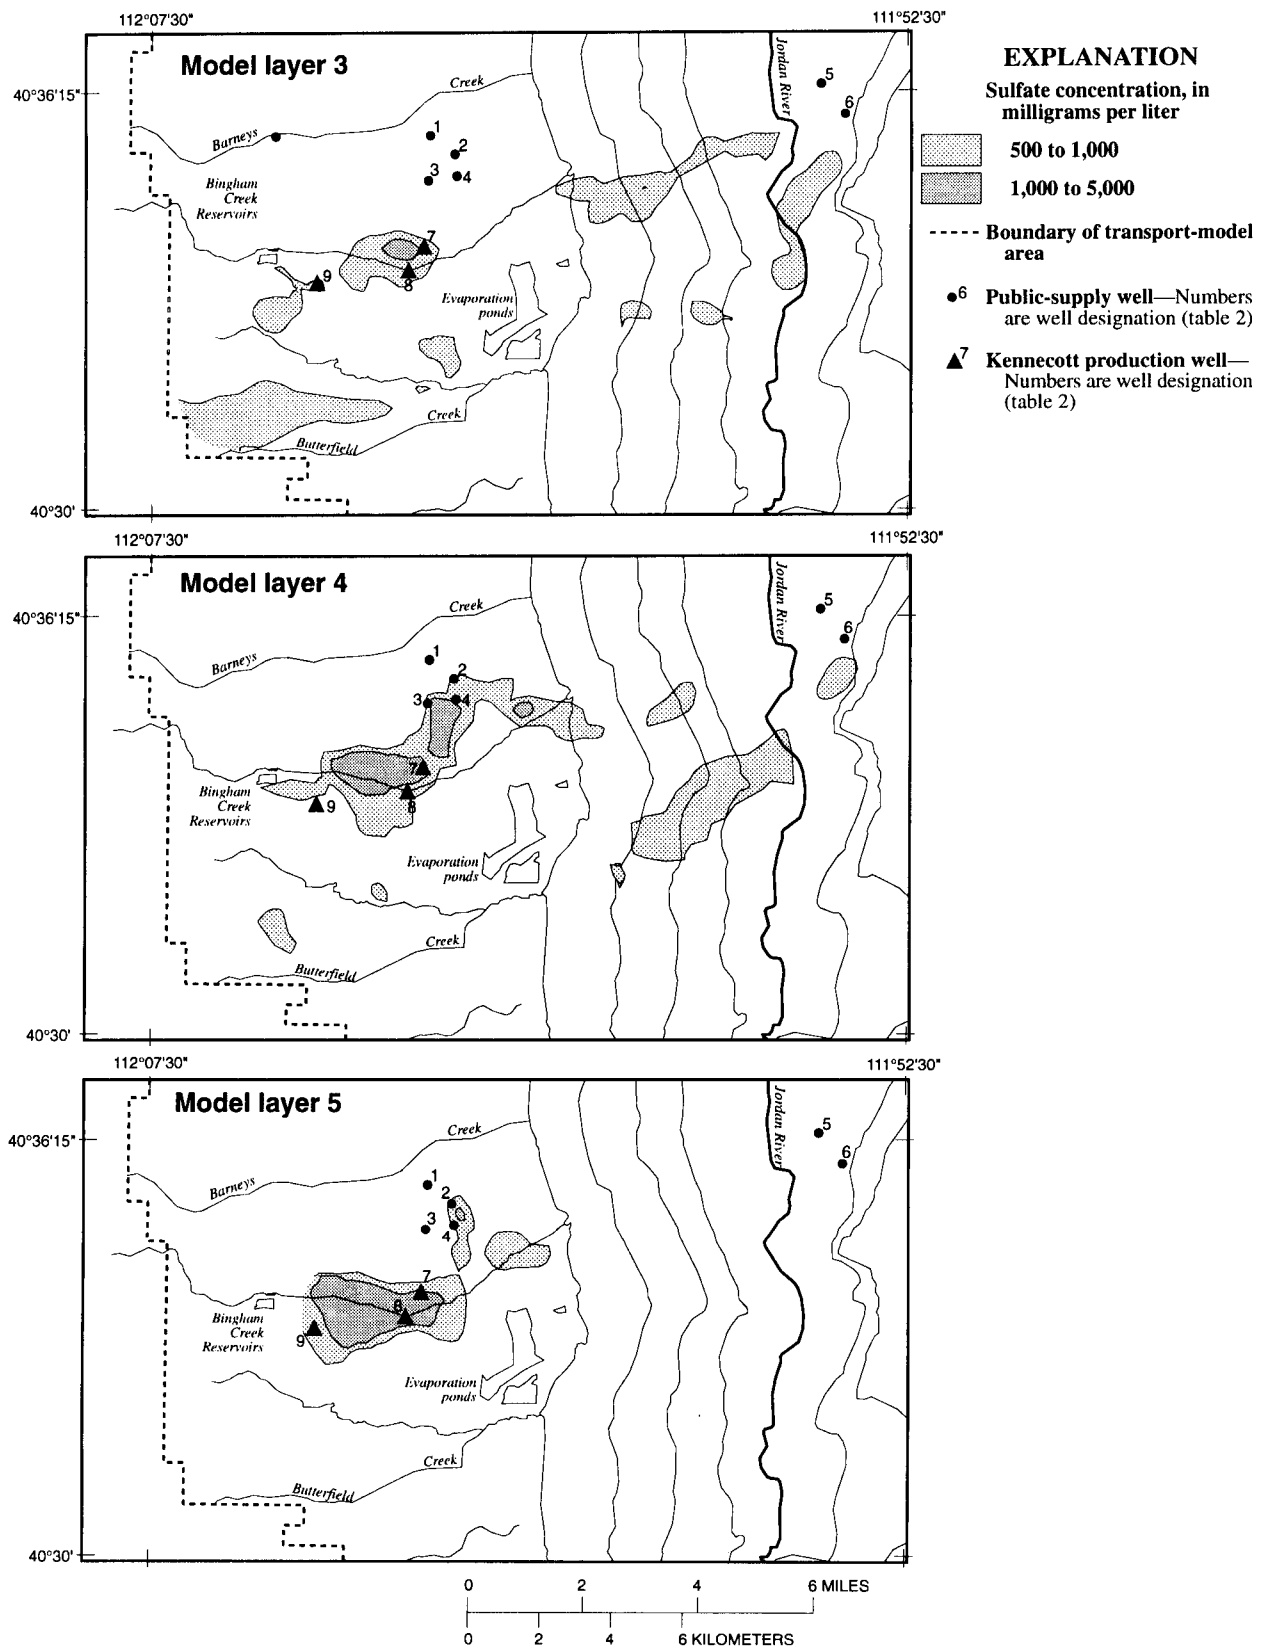 112°07'30"
111°52'30"
Model layer 3
40°36'15"
Creek
Barneys
Jordan River
5
6
1
2
3
4
Bingham
Creek
Reservoirs
7
8
9
Evaporation
ponds
Creek
Butterfield
40°30'
EXPLANATION
Sulfate concentration, in
milligrams per liter
500 to 1,000
1,000 to 5,000
Boundary of transport-model
area
6 Public-supply well—Numbers
are well designation (table 2)
7 Kennecott production well—
Numbers are well designation
(table 2)
112°07'30"
111°52'30"
Model layer 4
40°36'15"
Creek
Barneys
Jordan River
5
6
1
2
3
4
7
8
9
Bingham
Creek
Reservoirs
Evaporation
ponds
Creek
Butterfield
40°30'
112°07'30"
111°52'30"
Model layer 5
40°36'15"
Creek
Barneys
Jordan River
5
6
1
2
3
4
7
8
9
Bingham
Creek
Reservoirs
Evaporation
ponds
Creek
Butterfield
40°30'
0 2 4 6 MILES
0 2 4 6 KILOMETERS